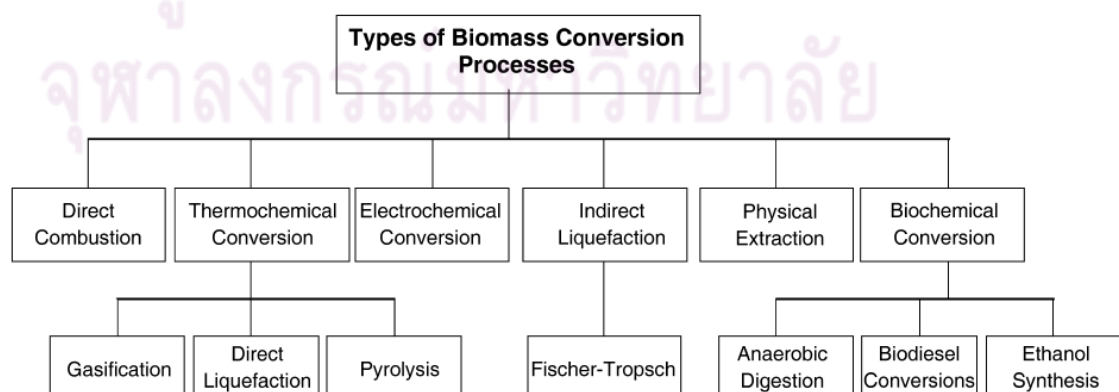 Types of Biomass Conversion
Processes
จุฬาลงกรณ์มหาวิทยาลัย
Direct
Combustion
Thermochemical
Conversion
Electrochemical
Conversion
Indirect
Liquefaction
Physical
Extraction
Biochemical
Conversion
Gasification
Direct
Liquefaction
Pyrolysis
Fischer-Tropsch
Anaerobic
Digestion
Biodiesel
Conversions
Ethanol
Synthesis